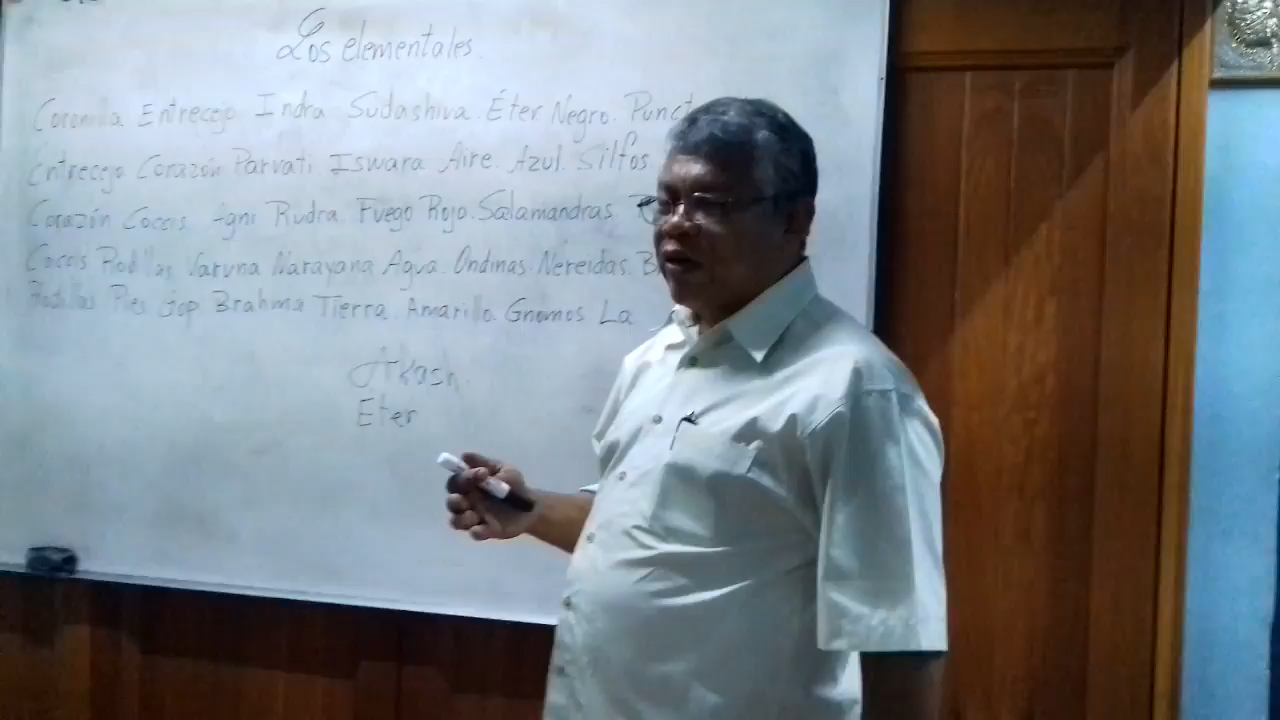 Los elementales.
Coronilla Entrecejo Indra Sudashiva. Éter Negro. Punct
Entrecejo Corazón Parvati Iswara Aire. Azul. Silfos
Corazón Coccis Agni Rudra. Fuego Rojo. Salamandras.
Coccis Rodillas Varuna Narayana Agua. Ondinas. Nereidas. B
Rodillas Pies Brahma Tierra. Amarillo. Gnomos La
Akash.
Eter